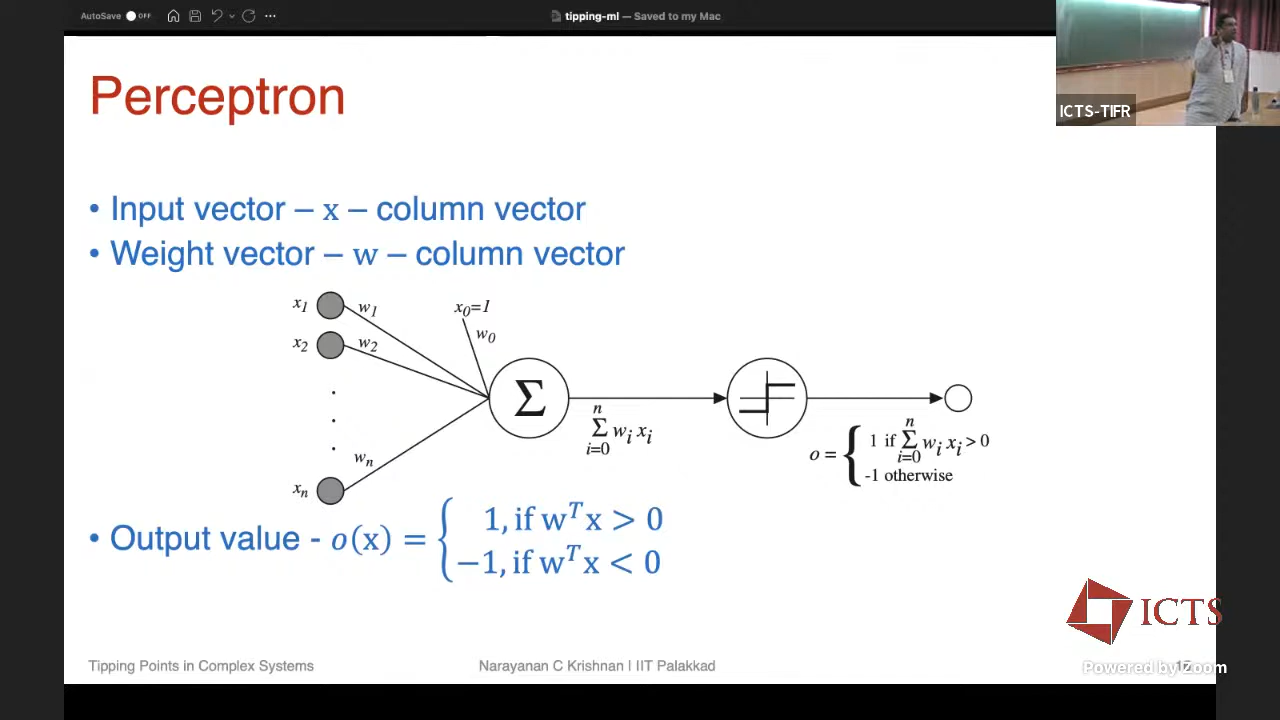 AutoSave OFF
tipping-ml — Saved to my Mac
ICTS-TIFR
Perceptron
• Input vector – x – column vector
• Weight vector – w – column vector
x₁ w₁
x₀=1
w₀
x₂ w₂
.
.
.
wₙ
xₙ
Σ
n
Σ wᵢ xᵢ
i=0
o = { 1 if n Σ i=0 wᵢ xᵢ > 0
-1 otherwise
• Output value - o(x) = { 1, if wᵀx > 0
−1, if wᵀx < 0
ICTS
Tipping Points in Complex Systems
Narayanan C Krishnan | IIT Palakkad
Powered by Zoom